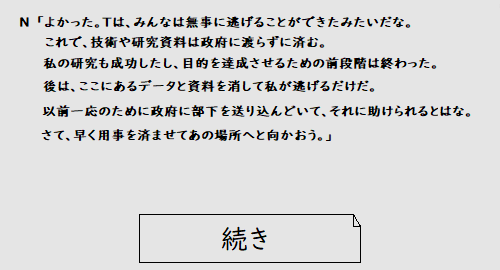 N「よかった。Tは、みんなは無事に逃げることができたみたいだな。
これで、技術や研究資料は政府に渡らずに済む。
私の研究も成功したし、目的を達成させるための前段階は終わった。
後は、ここにあるデータと資料を消して私が逃げるだけだ。
以前一応のために政府に部下を送り込んどいて、それに助けられるとはな。
さて、早く用事を済ませてあの場所へと向かおう。」
続き